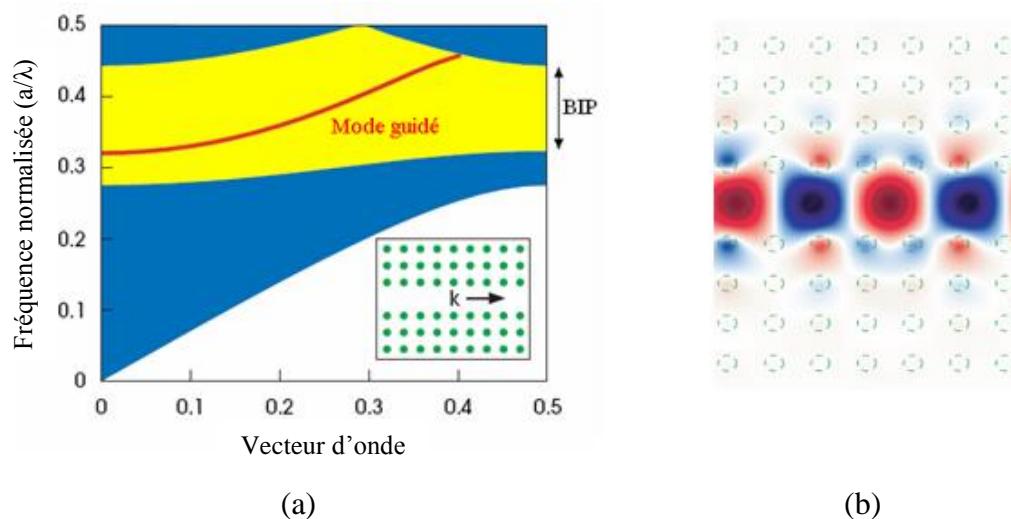 Fréquence normalisée (a/λ)
0.5
0.4
0.3
0.2
0.1
0
0
0.1
0.2
0.3
0.4
0.5
Vecteur d'onde
Mode guidé
BIP
k
(a)
(b)